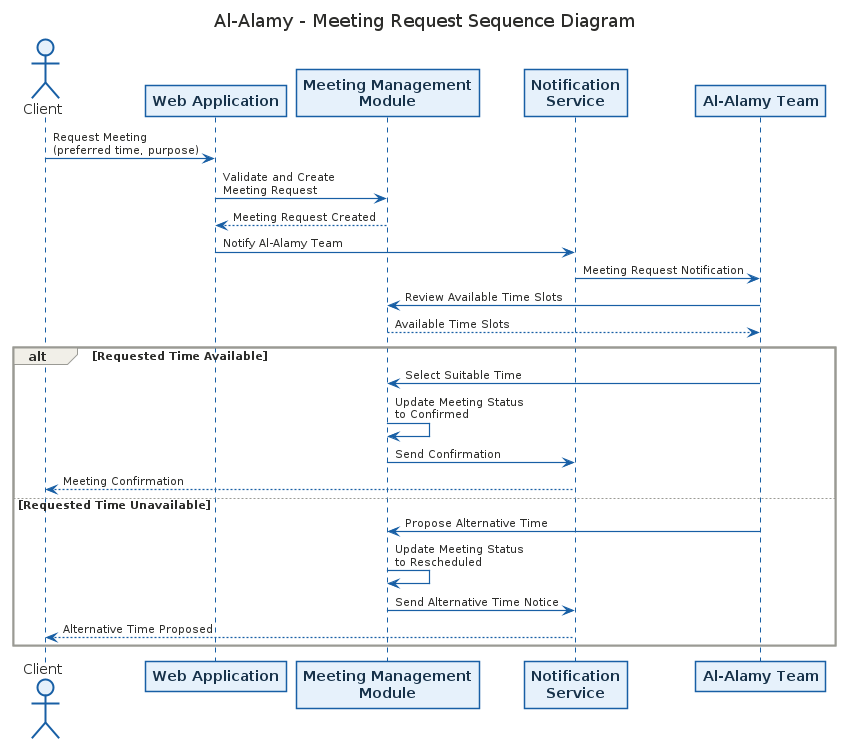 Al-Alamy - Meeting Request Sequence Diagram
Client
Web Application
Meeting Management
Module
Notification
Service
Al-Alamy Team
Request Meeting
(preferred time, purpose)
Validate and Create
Meeting Request
Meeting Request Created
Notify Al-Alamy Team
Meeting Request Notification
Review Available Time Slots
Available Time Slots
alt
[Requested Time Available]
Select Suitable Time
Update Meeting Status
to Confirmed
Send Confirmation
Meeting Confirmation
[Requested Time Unavailable]
Propose Alternative Time
Update Meeting Status
to Rescheduled
Send Alternative Time Notice
Alternative Time Proposed
Client
Web Application
Meeting Management
Module
Notification
Service
Al-Alamy Team